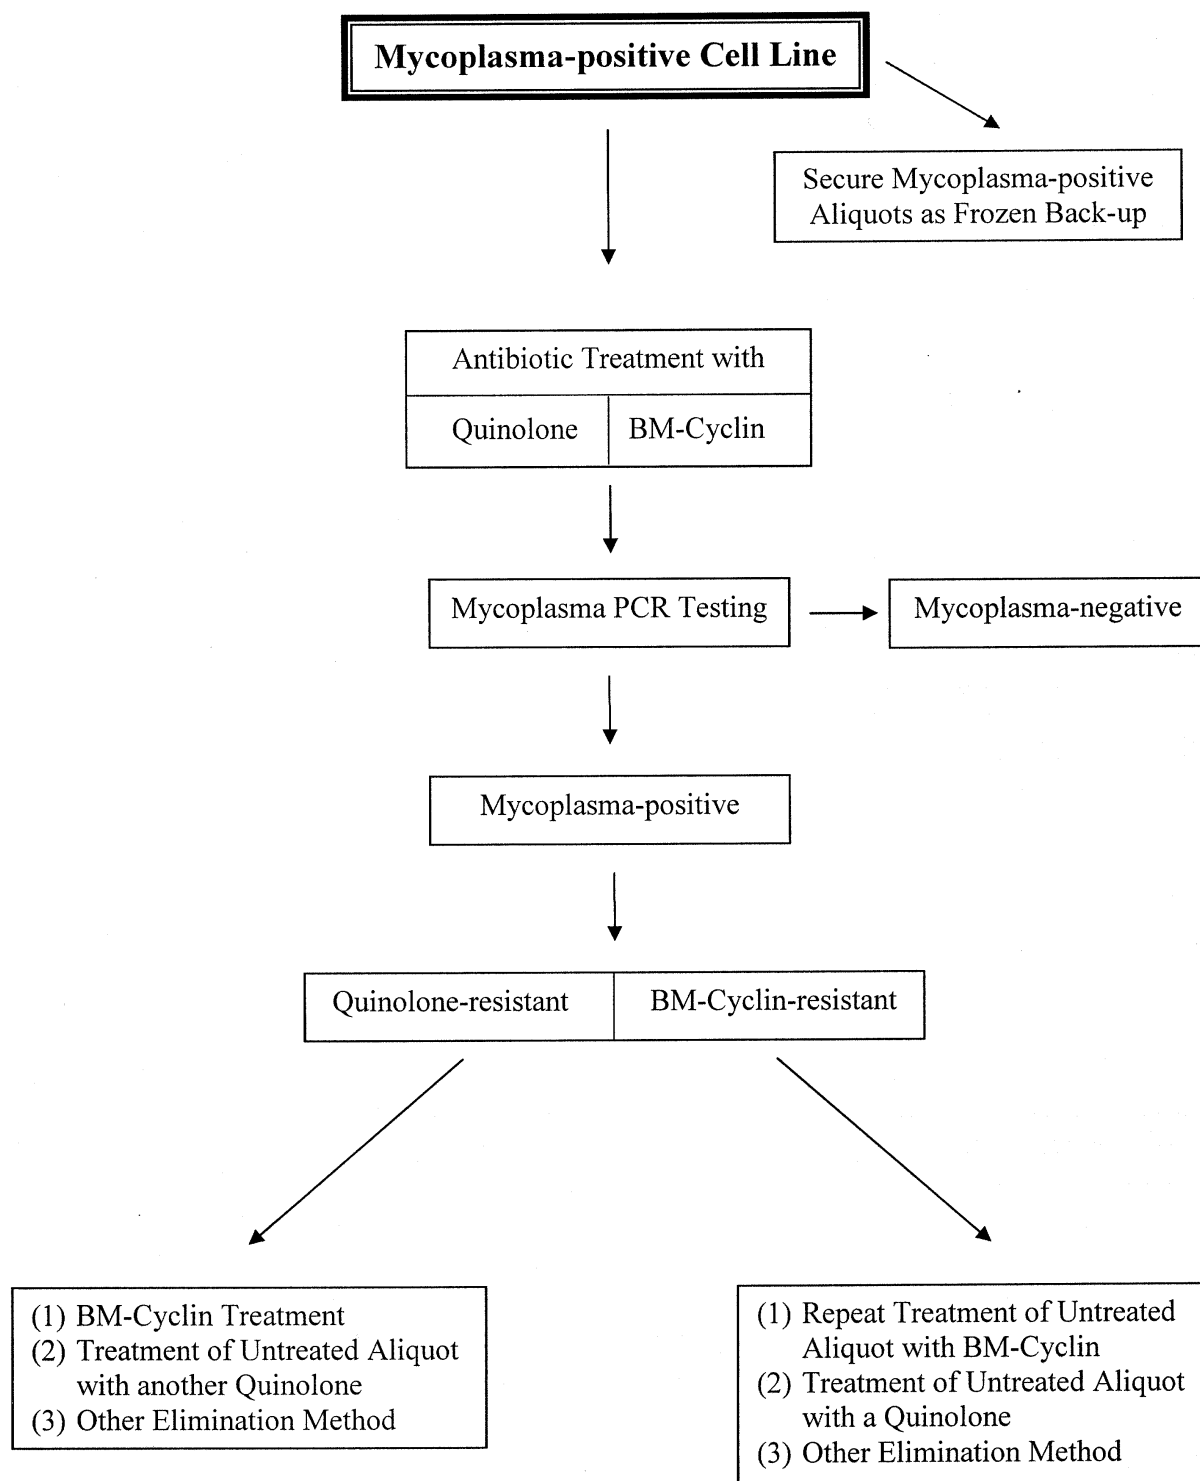 Mycoplasma-positive Cell Line
Secure Mycoplasma-positive
Aliquots as Frozen Back-up
Antibiotic Treatment with
Quinolone
BM-Cyclin
Mycoplasma PCR Testing
Mycoplasma-negative
Mycoplasma-positive
Quinolone-resistant
BM-Cyclin-resistant
(1) BM-Cyclin Treatment
(2) Treatment of Untreated Aliquot
with another Quinolone
(3) Other Elimination Method
(1) Repeat Treatment of Untreated
Aliquot with BM-Cyclin
(2) Treatment of Untreated Aliquot
with a Quinolone
(3) Other Elimination Method